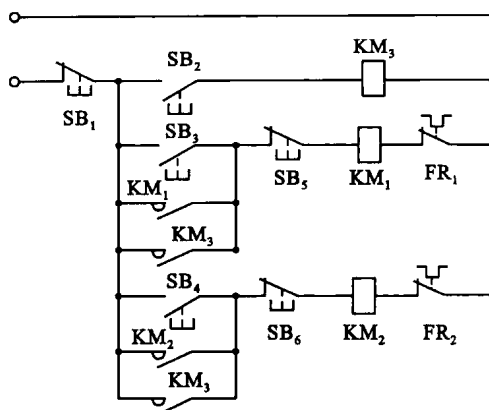 SB₂
KM₃
SB₁
SB₃
SB₅
KM₁
FR₁
KM₁
KM₃
SB₄
SB₆
KM₂
FR₂
KM₂
KM₃